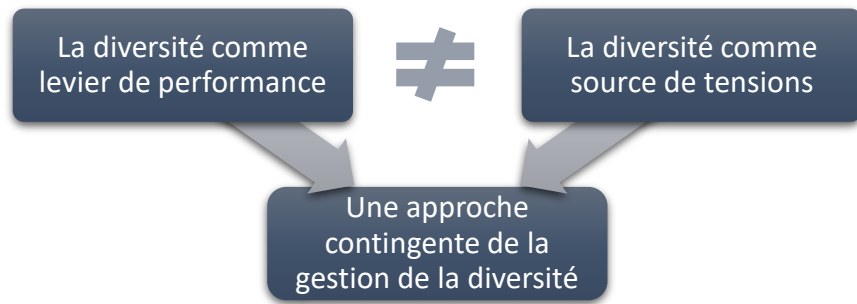 La diversité comme
levier de performance
≠
La diversité comme
source de tensions
Une approche
contingente de la
gestion de la diversité